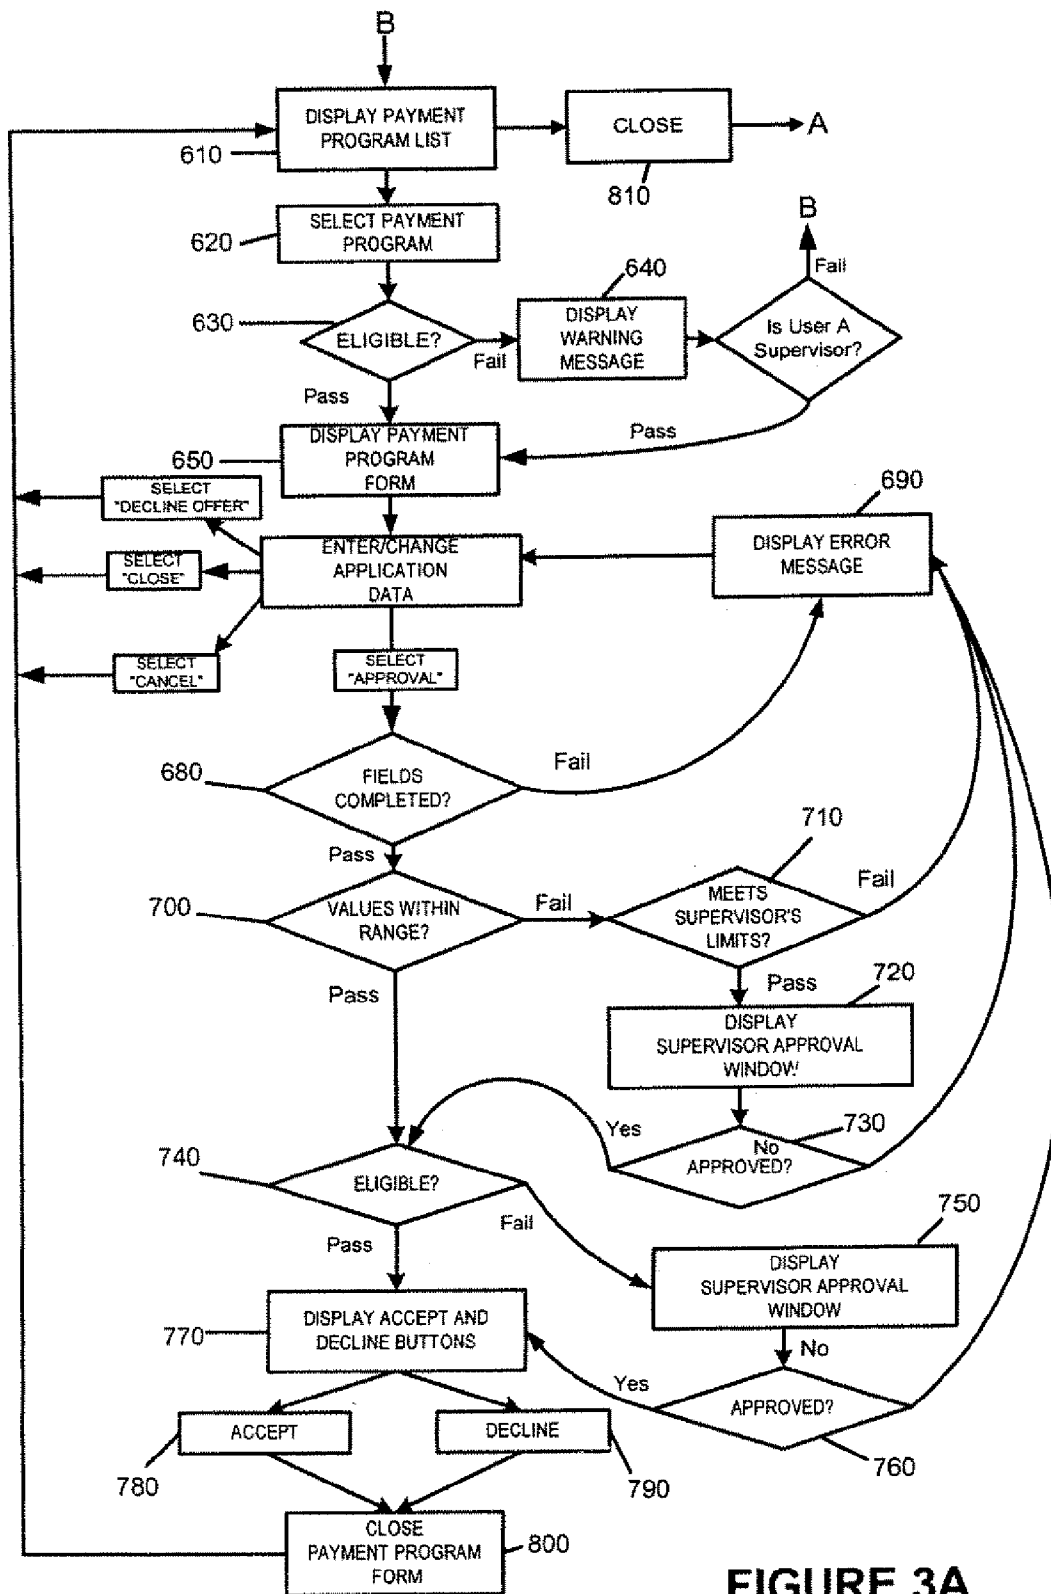 B
DISPLAY PAYMENT
PROGRAM LIST
CLOSE
A
610
810
SELECT PAYMENT
PROGRAM
620
B
Fail
640
630
ELIGIBLE?
Fail
DISPLAY
WARNING
MESSAGE
Is User A
Supervisor?
Pass
Pass
DISPLAY PAYMENT
PROGRAM
FORM
650
690
SELECT
"DECLINE OFFER"
ENTER/CHANGE
APPLICATION
DATA
DISPLAY ERROR
MESSAGE
SELECT
"CLOSE"
SELECT
"CANCEL"
SELECT
"APPROVAL"
680
FIELDS
COMPLETED?
Fail
Pass
710
700
VALUES WITHIN
RANGE?
Fail
MEETS
SUPERVISOR'S
LIMITS?
Fail
Pass
Pass
720
DISPLAY
SUPERVISOR APPROVAL
WINDOW
Yes
No
730
APPROVED?
740
ELIGIBLE?
Fail
Pass
750
DISPLAY
SUPERVISOR APPROVAL
WINDOW
No
770
DISPLAY ACCEPT AND
DECLINE BUTTONS
Yes
APPROVED?
760
ACCEPT
DECLINE
780
790
CLOSE
PAYMENT PROGRAM
FORM
800
FIGURE 3A